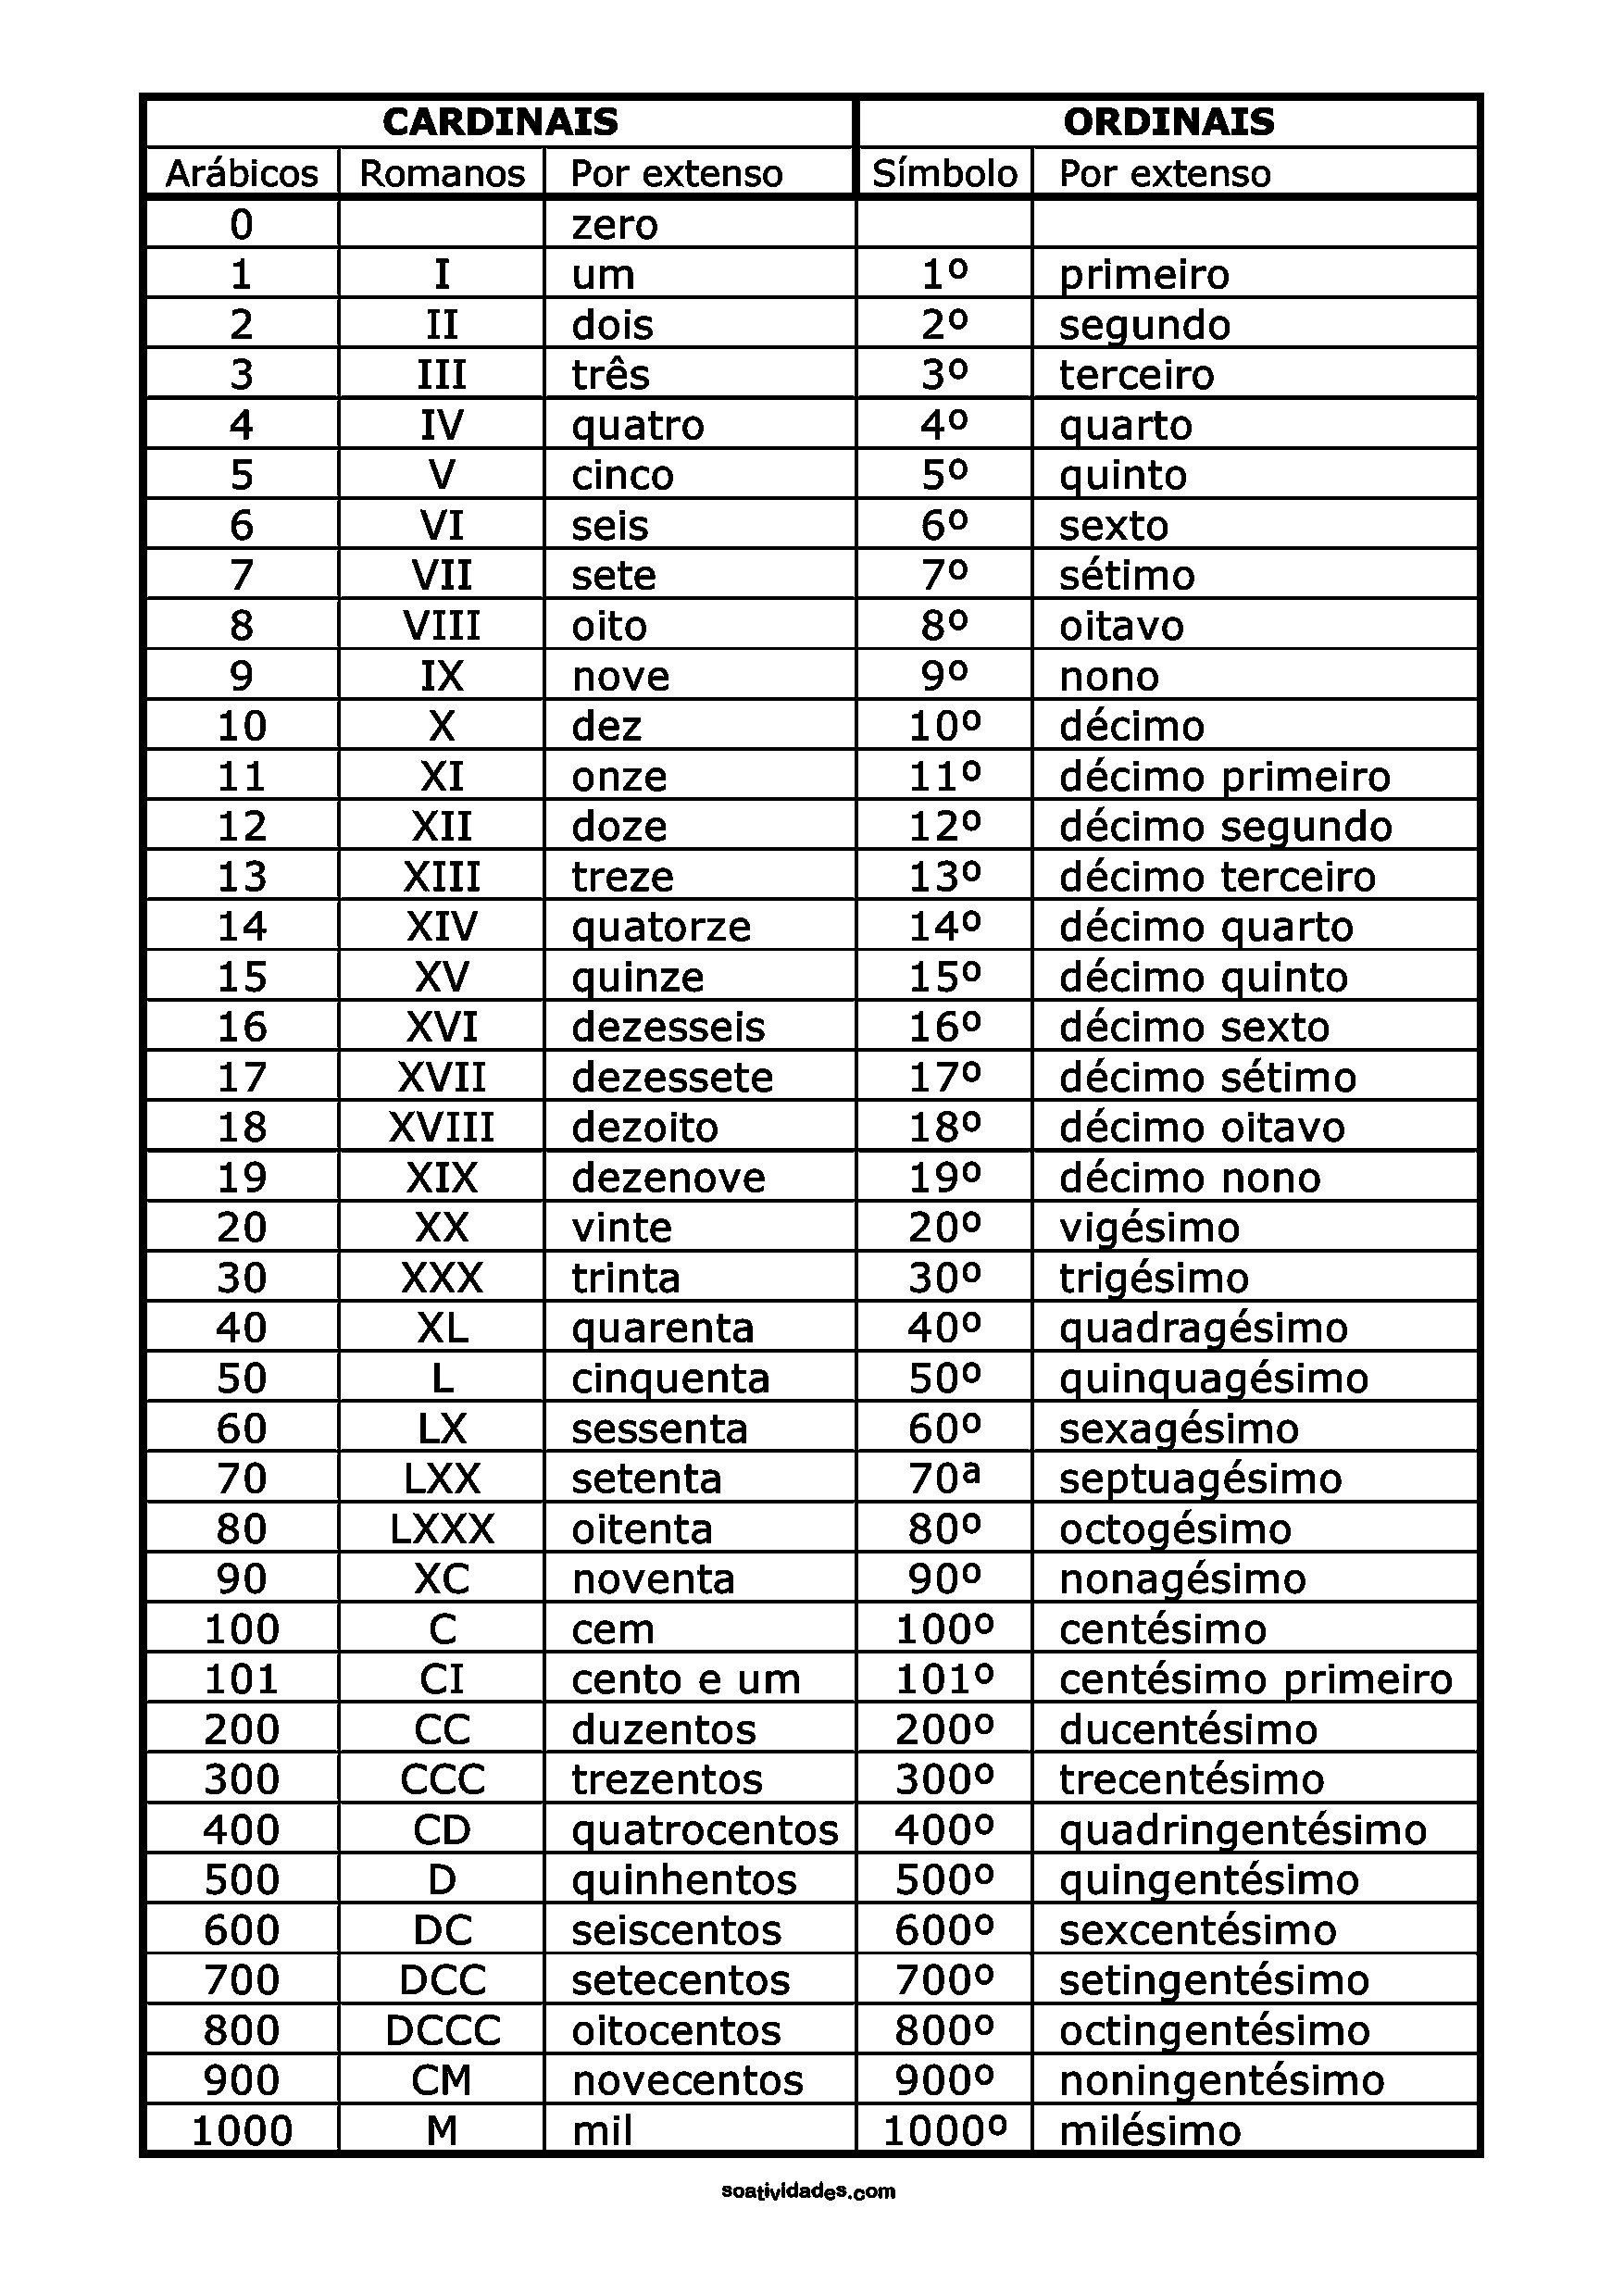 CARDINAIS ORDINAIS
Arábicos Romanos Por extenso Símbolo Por extenso
0 zero
1 I um 1º primeiro
2 II dois 2º segundo
3 III três 3º terceiro
4 IV quatro 4º quarto
5 V cinco 5º quinto
6 VI seis 6º sexto
7 VII sete 7º sétimo
8 VIII oito 8º oitavo
9 IX nove 9º nono
10 X dez 10º décimo
11 XI onze 11º décimo primeiro
12 XII doze 12º décimo segundo
13 XIII treze 13º décimo terceiro
14 XIV quatorze 14º décimo quarto
15 XV quinze 15º décimo quinto
16 XVI dezesseis 16º décimo sexto
17 XVII dezessete 17º décimo sétimo
18 XVIII dezoito 18º décimo oitavo
19 XIX dezenove 19º décimo nono
20 XX vinte 20º vigésimo
30 XXX trinta 30º trigésimo
40 XL quarenta 40º quadragésimo
50 L cinquenta 50º quinquagésimo
60 LX sessenta 60º sexagésimo
70 LXX setenta 70ª septuagésimo
80 LXXX oitenta 80º octogésimo
90 XC noventa 90º nonagésimo
100 C cem 100º centésimo
101 CI cento e um 101º centésimo primeiro
200 CC duzentos 200º ducentésimo
300 CCC trezentos 300º trecentésimo
400 CD quatrocentos 400º quadringentésimo
500 D quinhentos 500º quingentésimo
600 DC seiscentos 600º sexcentésimo
700 DCC setecentos 700º setingentésimo
800 DCCC oitocentos 800º octingentésimo
900 CM novecentos 900º noningentésimo
1000 M mil 1000º milésimo
soatividades.com